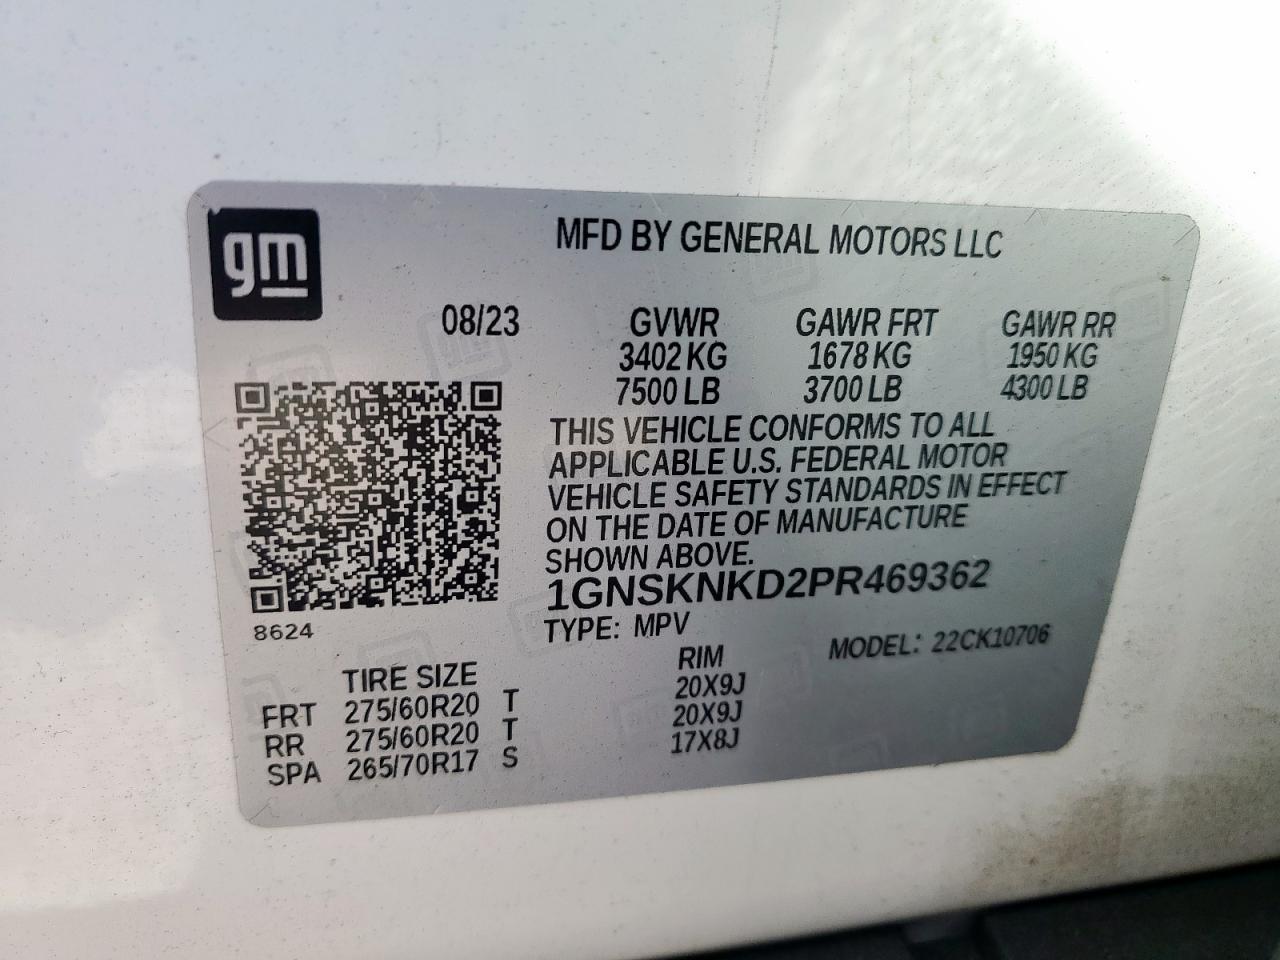 gm
MFD BY GENERAL MOTORS LLC
08/23 GVWR GAWR FRT GAWR RR
3402 KG 1678 KG 1950 KG
7500 LB 3700 LB 4300 LB
THIS VEHICLE CONFORMS TO ALL
APPLICABLE U.S. FEDERAL MOTOR
VEHICLE SAFETY STANDARDS IN EFFECT
ON THE DATE OF MANUFACTURE
SHOWN ABOVE.
1GNSKNKD2PR469362
8624
TYPE: MPV MODEL: 22CK10706
TIRE SIZE RIM
FRT 275/60R20 T 20X9J
RR 275/60R20 T 20X9J
SPA 265/70R17 S 17X8J